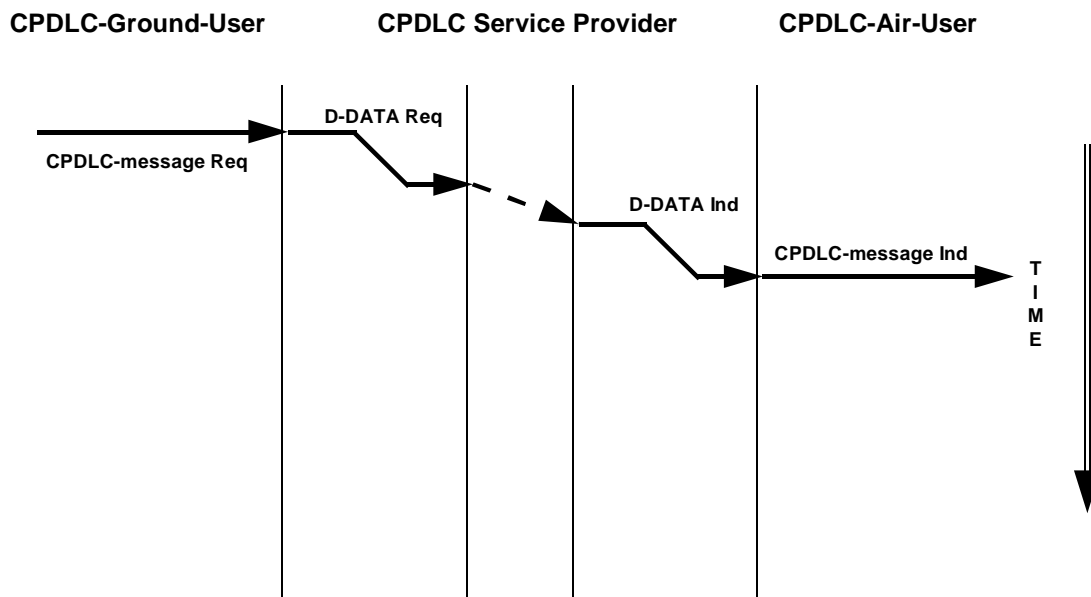 CPDLC-Ground-User
CPDLC Service Provider
CPDLC-Air-User
D-DATA Req
CPDLC-message Req
D-DATA Ind
CPDLC-message Ind
T
I
M
E